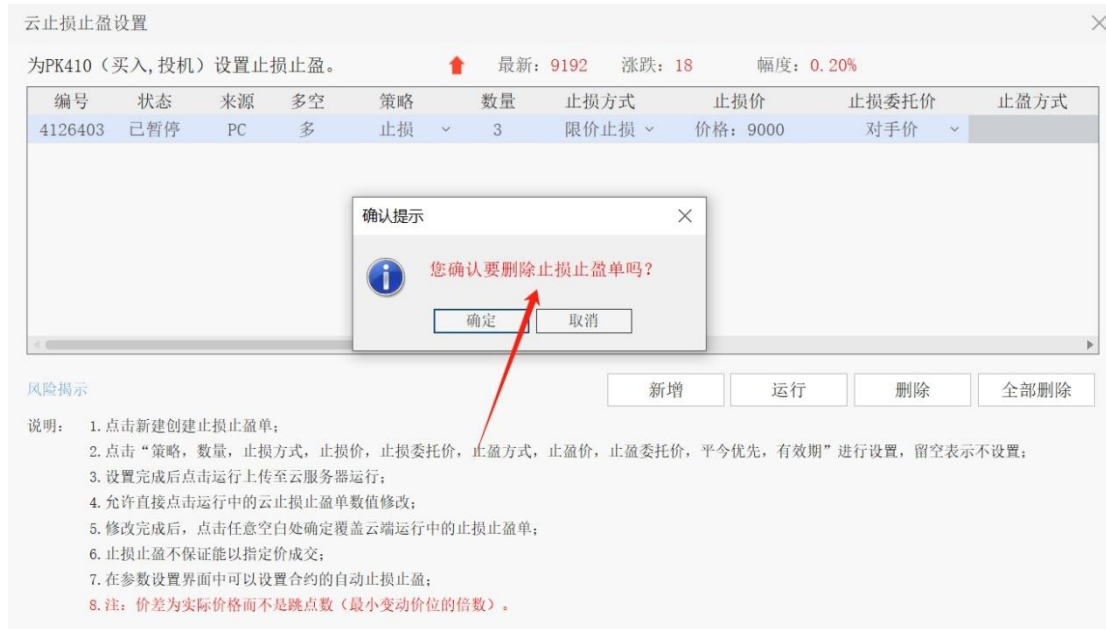 云止损止盈设置
为PK410（买入,投机）设置止损止盈。 最新：9192 涨跌：18 幅度：0.20%
编号 状态 来源 多空 策略 数量 止损方式 止损价 止损委托价 止盈方式
4126403 已暂停 PC 多 止损 3 限价止损 价格：9000 对手价
确认提示
您确认要删除止损止盈单吗？
确定 取消
风险揭示 新增 运行 删除 全部删除
说明： 1.点击新建创建止损止盈单；
2.点击“策略，数量，止损方式，止损价，止损委托价，止盈方式，止盈价，止盈委托价，平今优先，有效期”进行设置，留空表示不设置；
3.设置完成后点击运行上传至云服务器运行；
4.允许直接点击运行中的云止损止盈单数值修改；
5.修改完成后，点击任意空白处确定覆盖云端运行中的止损止盈单；
6.止损止盈不保证能以指定价成交；
7.在参数设置界面中可以设置合约的自动止损止盈；
8.注：价差为实际价格而不是跳点数（最小变动价位的倍数）。